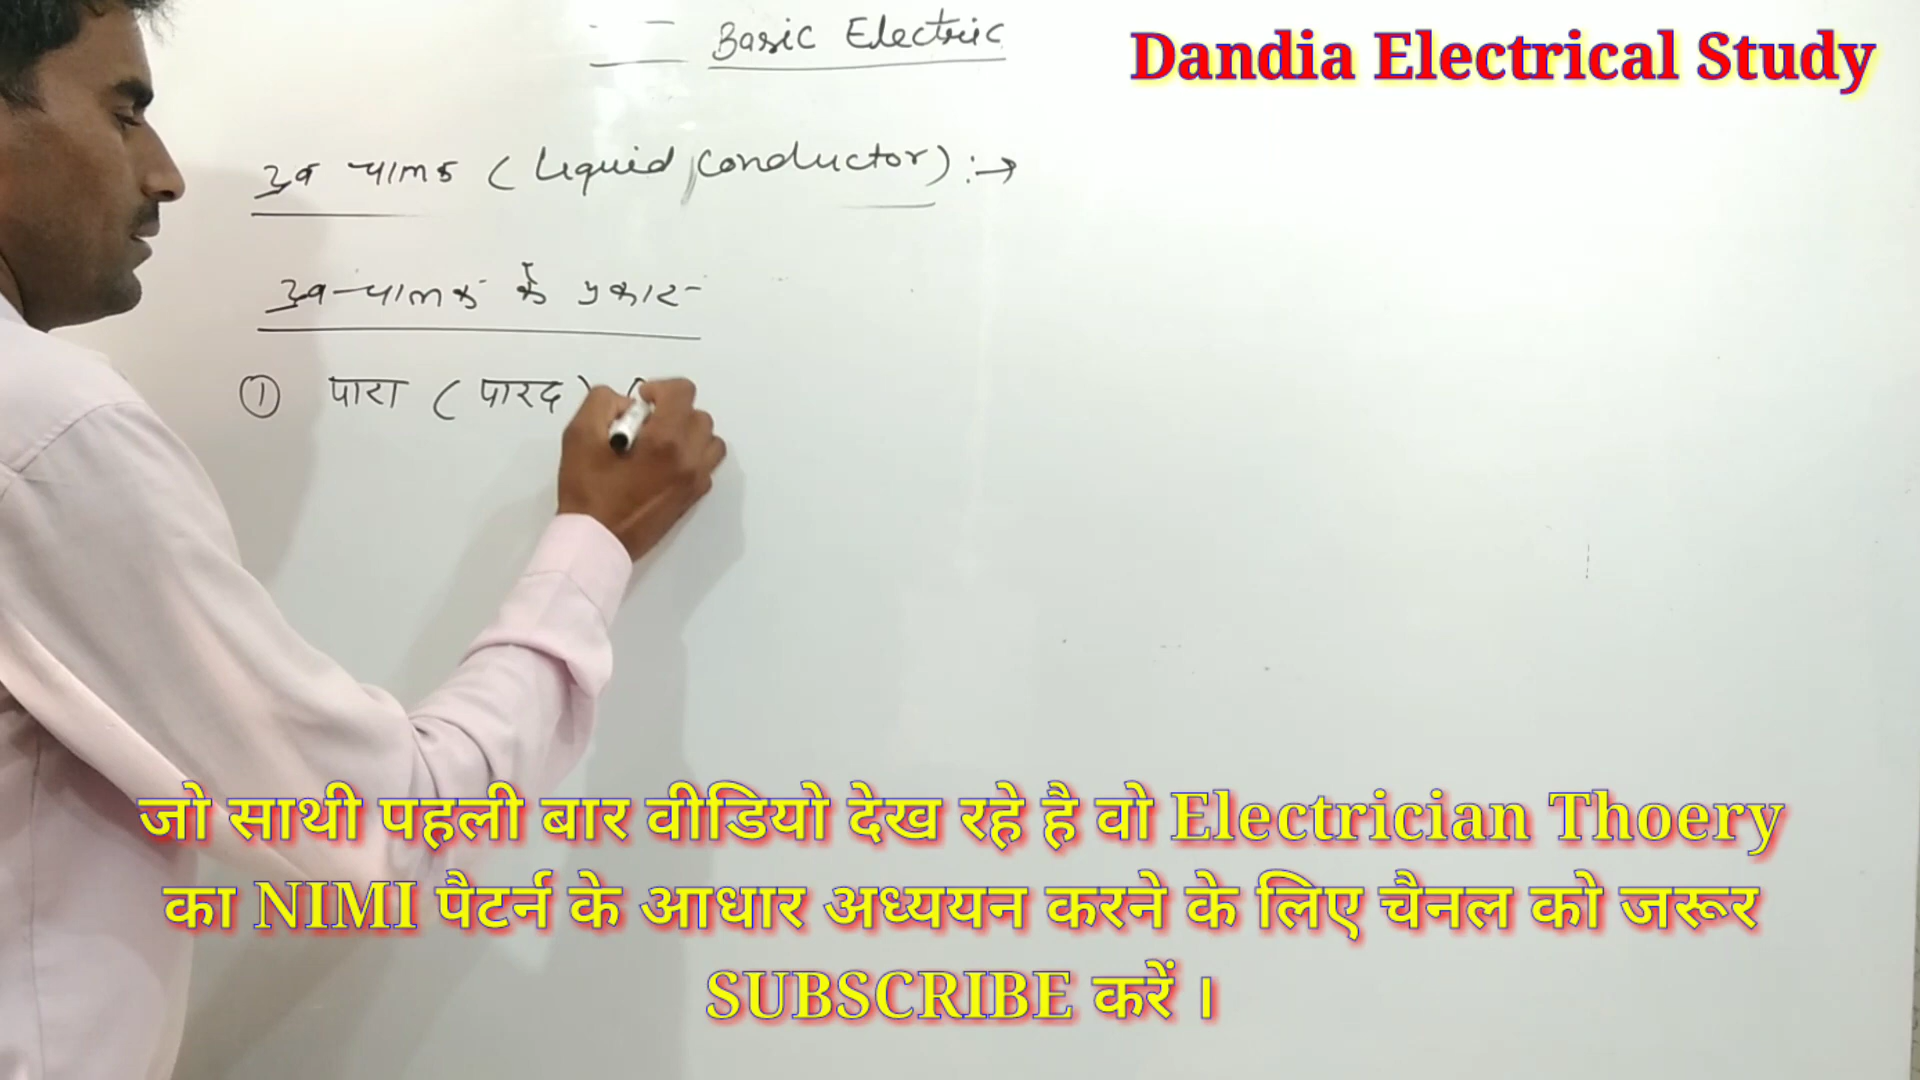 Basic Electric
Dandia Electrical Study
द्रव चालक ( Liquid Conductor ) :→
द्रव चालक के प्रकार -
① पारा ( पारद ) (
जो साथी पहली बार वीडियो देख रहे है वो Electrician Thoery
का NIMI पैटर्न के आधार अध्ययन करने के लिए चैनल को जरूर
SUBSCRIBE करें ।